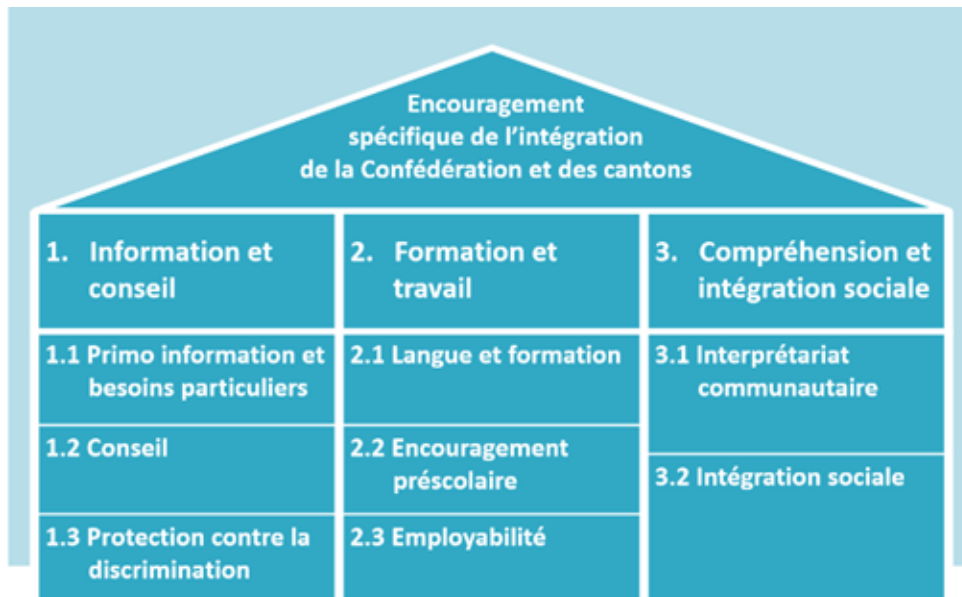 Encouragement
spécifique de l'intégration
de la Confédération et des cantons
1. Information et
conseil
1.1 Primo information et
besoins particuliers
1.2 Conseil
1.3 Protection contre la
discrimination
2. Formation et
travail
2.1 Langue et formation
2.2 Encouragement
préscolaire
2.3 Employabilité
3. Compréhension et
intégration sociale
3.1 Interprétariat
communautaire
3.2 Intégration sociale